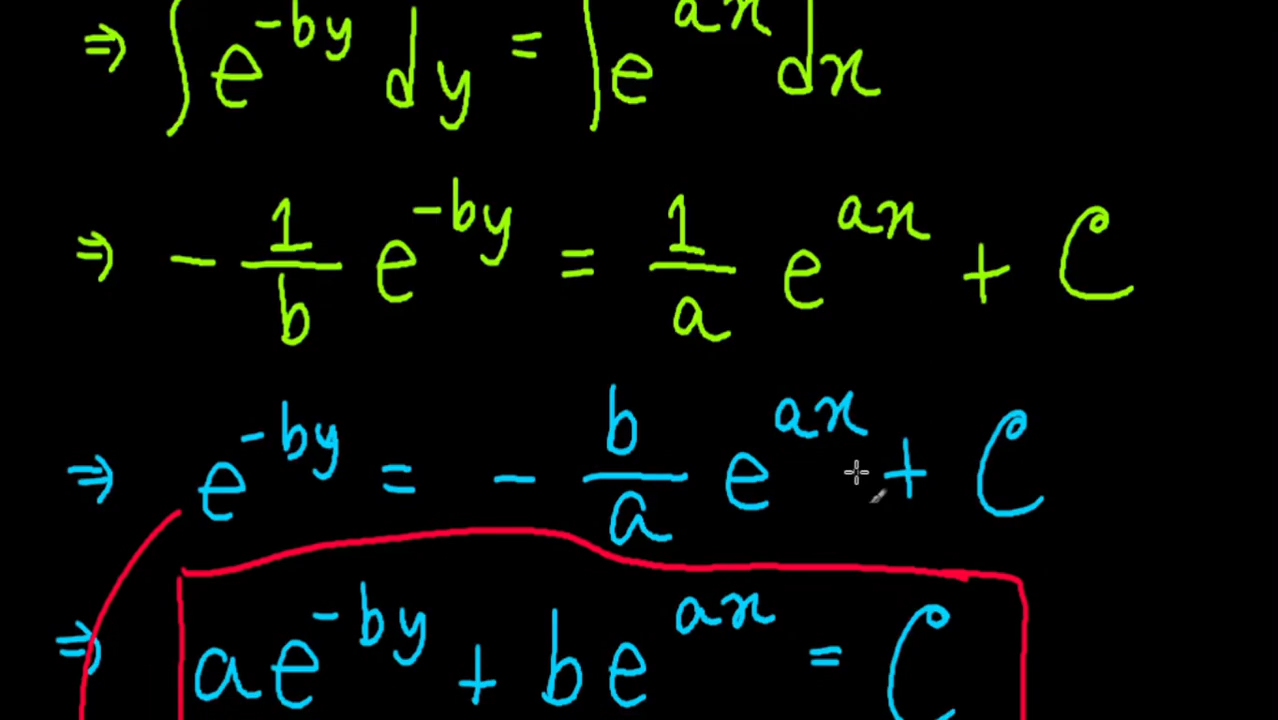 ⇒ ∫ e^{-by} dy = ∫ e^{ax} dx
⇒ - 1/b e^{-by} = 1/a e^{ax} + C
⇒ e^{-by} = - b/a e^{ax} + C
⇒ ae^{-by} + be^{ax} = C